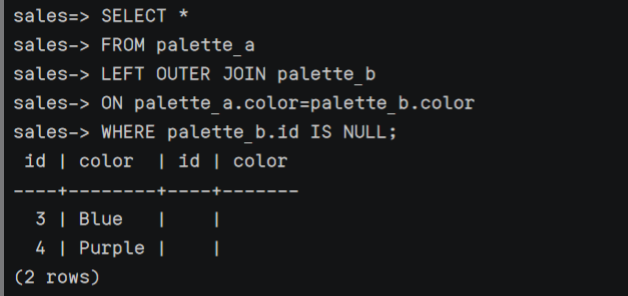 sales=> SELECT *
sales-> FROM palette_a
sales-> LEFT OUTER JOIN palette_b
sales-> ON palette_a.color=palette_b.color
sales-> WHERE palette_b.id IS NULL;
 id | color  | id | color
----+--------+----+-------
  3 | Blue   |    |
  4 | Purple |    |
(2 rows)